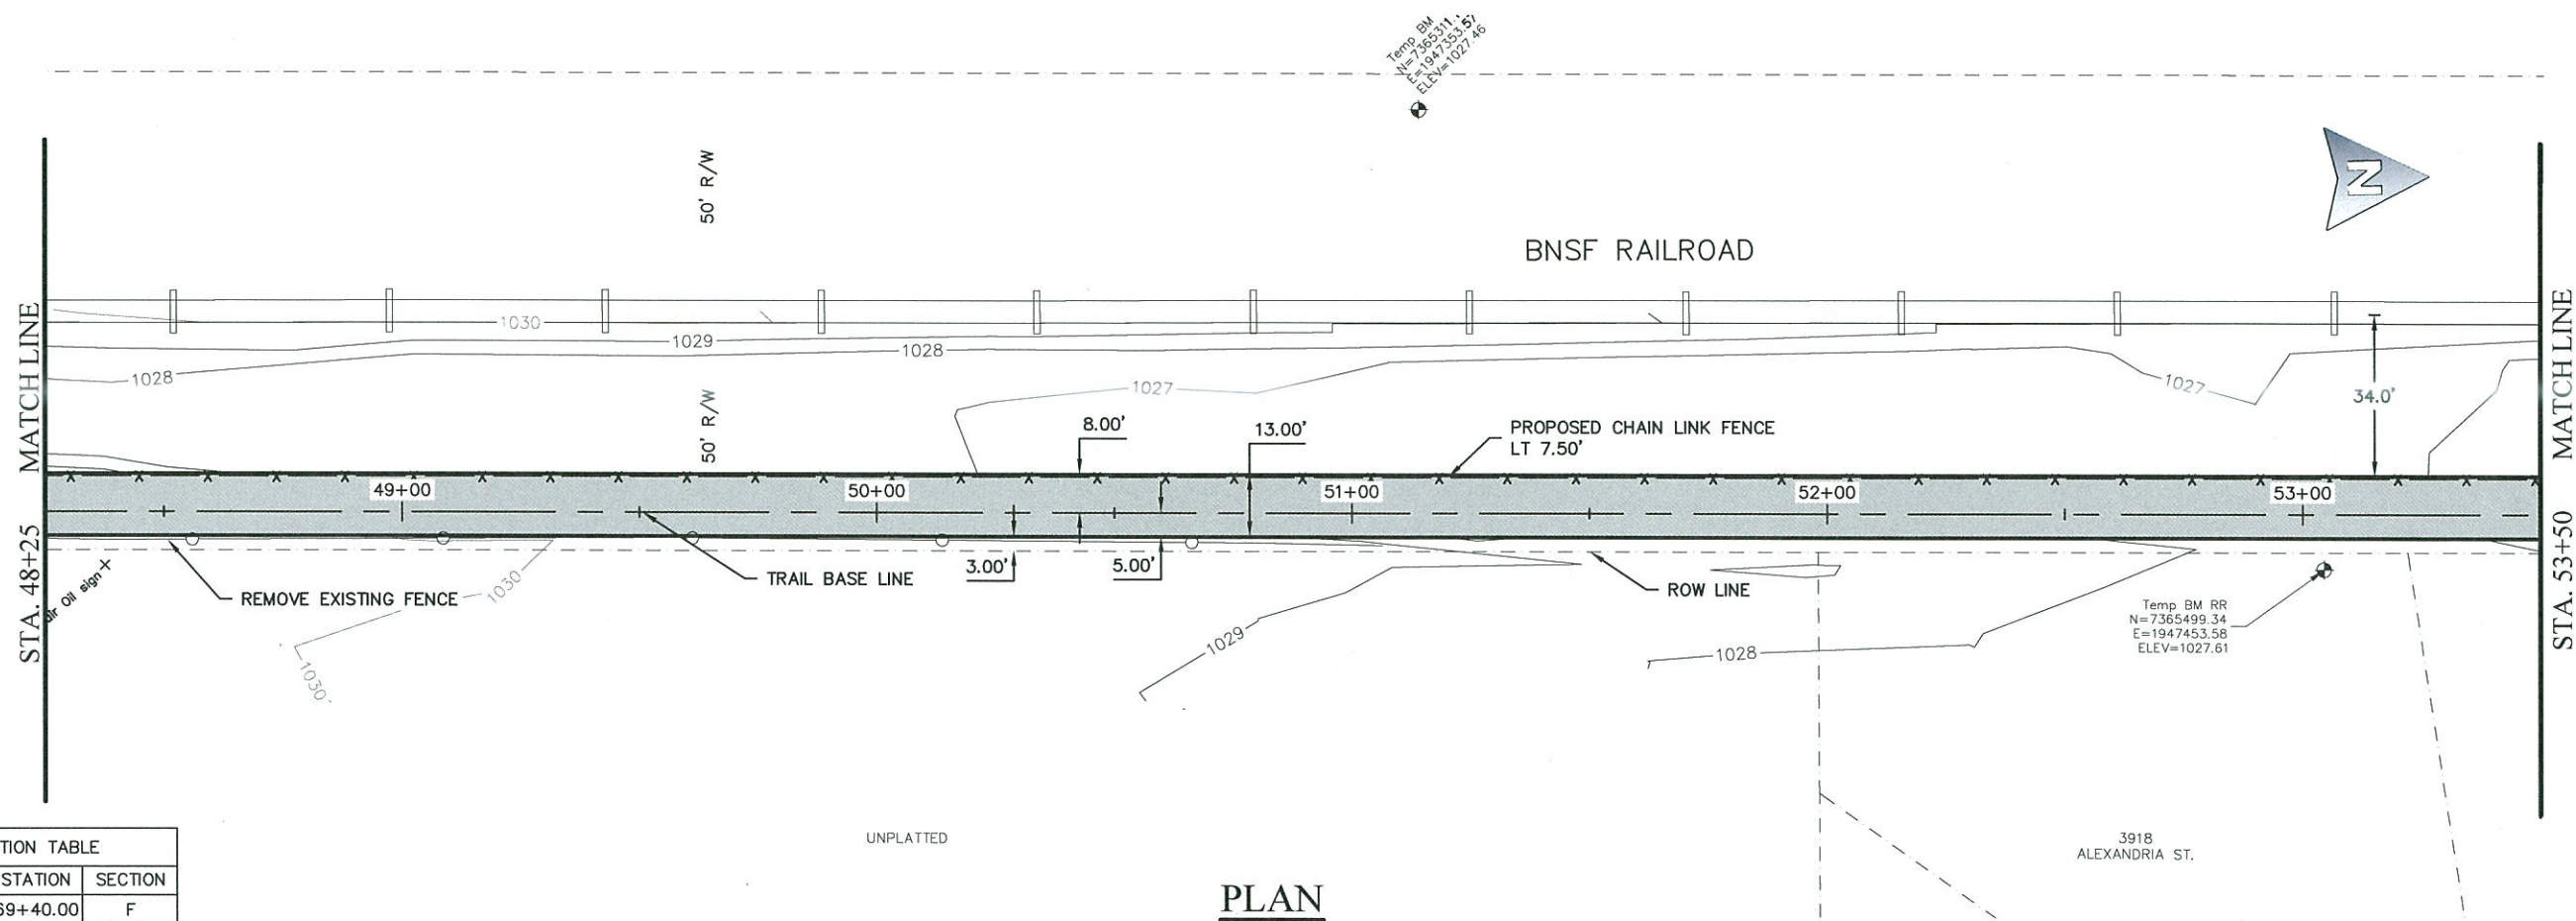 Temp BM
E=1947353.57
ELEV=1027.46
N
50' R/W
BNSF RAILROAD
1030
1029
1028
1028
1027
1027
34.0'
50' R/W
8.00'
13.00'
PROPOSED CHAIN LINK FENCE
LT 7.50'
STA. 48+25 MATCH LINE
STA. 53+50 MATCH LINE
49+00
50+00
51+00
52+00
53+00
3.00'
5.00'
TRAIL BASE LINE
REMOVE EXISTING FENCE
ROW LINE
Oil sign
1030
1030
1029
1028
Temp BM RR
N=7365499.34
E=1947453.58
ELEV=1027.61
UNPLATTED
3918
ALEXANDRIA ST.
TION TABLE
STATION SECTION
69+40.00 F
PLAN